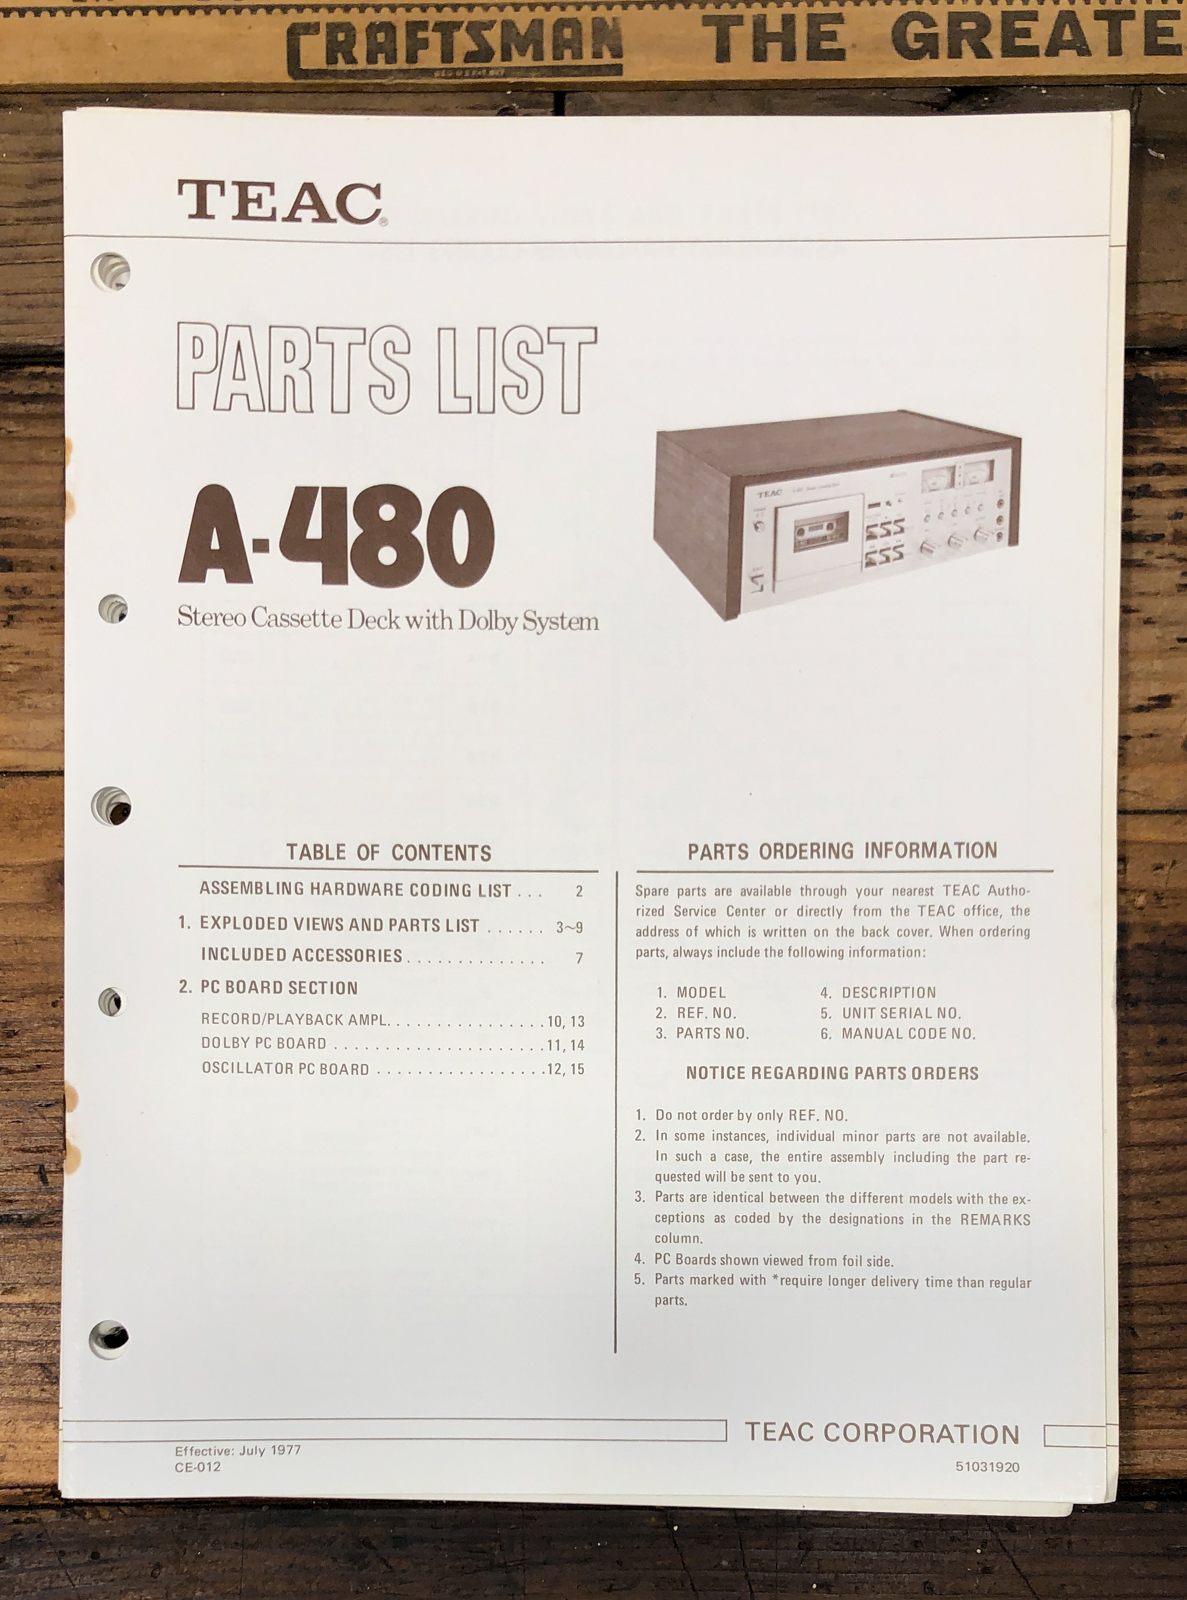 CRAFTSMAN THE GREATE
TEAC®
PARTS LIST
A-480
Stereo Cassette Deck with Dolby System
TEAC
TABLE OF CONTENTS
ASSEMBLING HARDWARE CODING LIST . . . 2
1. EXPLODED VIEWS AND PARTS LIST . . . . . . 3~9
INCLUDED ACCESSORIES . . . . . . . . . . . . . . 7
2. PC BOARD SECTION
RECORD/PLAYBACK AMPL. . . . . . . . . . . . . . . . 10, 13
DOLBY PC BOARD . . . . . . . . . . . . . . . . . . . . . 11, 14
OSCILLATOR PC BOARD . . . . . . . . . . . . . . . . . 12, 15
PARTS ORDERING INFORMATION
Spare parts are available through your nearest TEAC Autho-
rized Service Center or directly from the TEAC office, the
address of which is written on the back cover. When ordering
parts, always include the following information:
1. MODEL 4. DESCRIPTION
2. REF. NO. 5. UNIT SERIAL NO.
3. PARTS NO. 6. MANUAL CODE NO.
NOTICE REGARDING PARTS ORDERS
1. Do not order by only REF. NO.
2. In some instances, individual minor parts are not available.
In such a case, the entire assembly including the part re-
quested will be sent to you.
3. Parts are identical between the different models with the ex-
ceptions as coded by the designations in the REMARKS
column.
4. PC Boards shown viewed from foil side.
5. Parts marked with *require longer delivery time than regular
parts.
TEAC CORPORATION
Effective: July 1977
CE-012
51031920